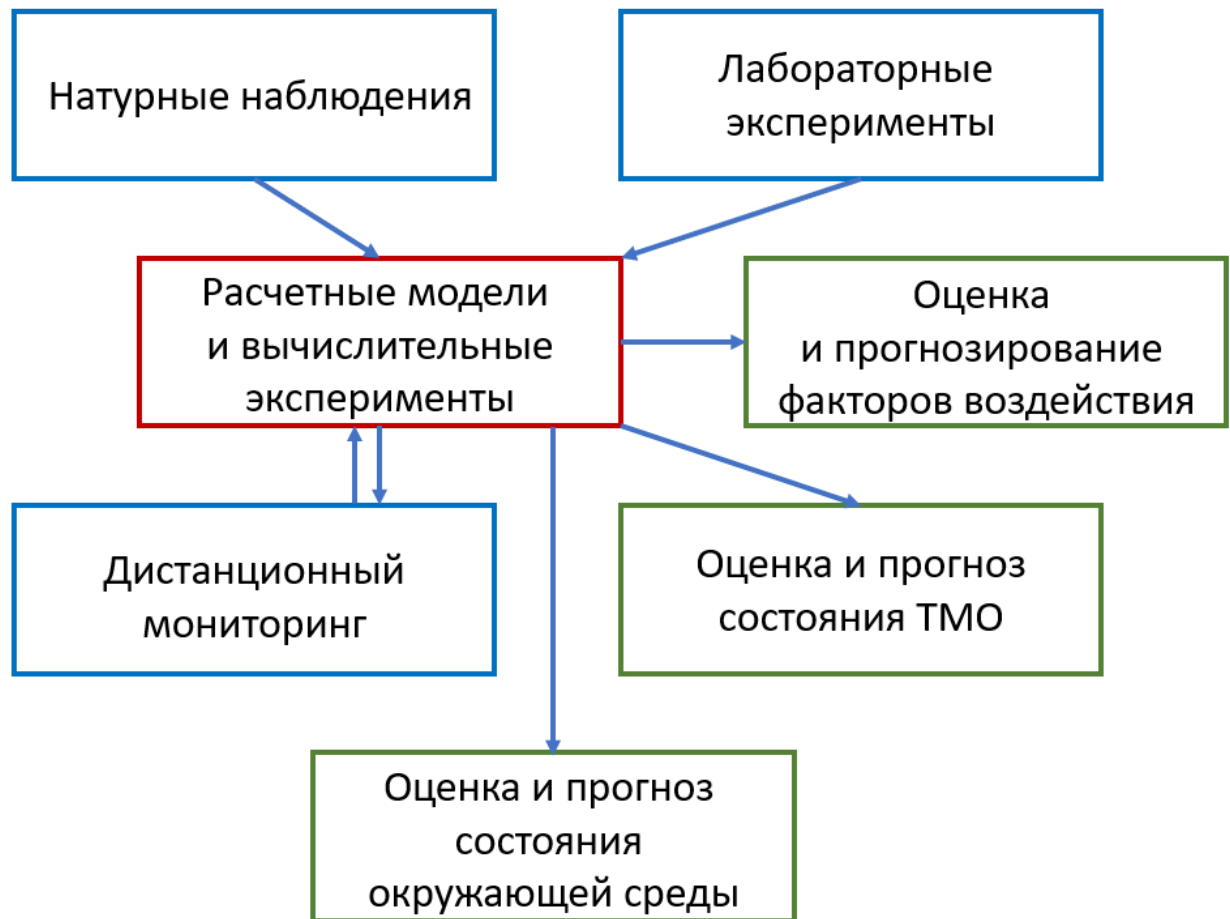 Натурные наблюдения
Лабораторные
эксперименты
Расчетные модели
и вычислительные
эксперименты
Оценка
и прогнозирование
факторов воздействия
Дистанционный
мониторинг
Оценка и прогноз
состояния ТМО
Оценка и прогноз
состояния
окружающей среды